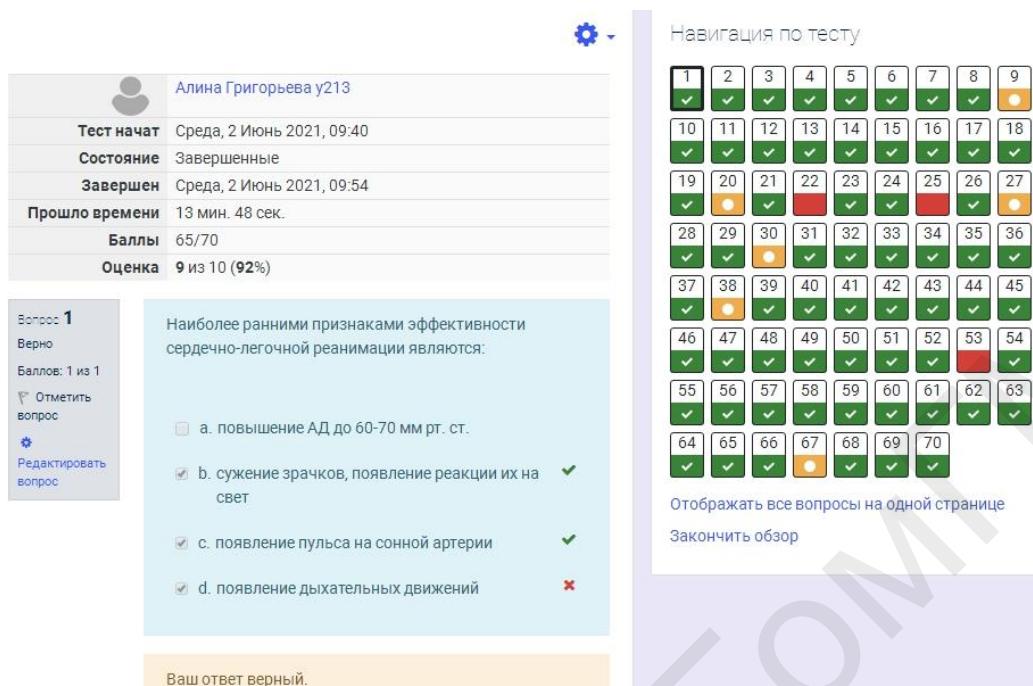 Алина Григорьева у213
Тест начат Среда, 2 Июнь 2021, 09:40
Состояние Завершенные
Завершен Среда, 2 Июнь 2021, 09:54
Прошло времени 13 мин. 48 сек.
Баллы 65/70
Оценка 9 из 10 (92%)
Вопрос 1
Верно
Баллов: 1 из 1
Отметить
вопрос
Редактировать
вопрос
Наиболее ранними признаками эффективности
сердечно-легочной реанимации являются:
a. повышение АД до 60-70 мм рт. ст.
b. сужение зрачков, появление реакции их на
свет
c. появление пульса на сонной артерии
d. появление дыхательных движений
Ваш ответ верный.
Навигация по тесту
1 2 3 4 5 6 7 8 9
10 11 12 13 14 15 16 17 18
19 20 21 22 23 24 25 26 27
28 29 30 31 32 33 34 35 36
37 38 39 40 41 42 43 44 45
46 47 48 49 50 51 52 53 54
55 56 57 58 59 60 61 62 63
64 65 66 67 68 69 70
Отображать все вопросы на одной странице
Закончить обзор